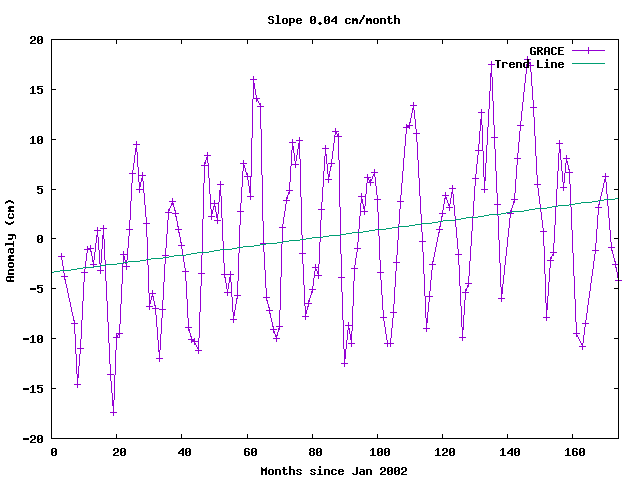 Slope 0.04 cm/month
GRACE
Trend Line
20
15
10
5
0
-5
-10
-15
-20
Anomaly (cm)
0 20 40 60 80 100 120 140 160
Months since Jan 2002